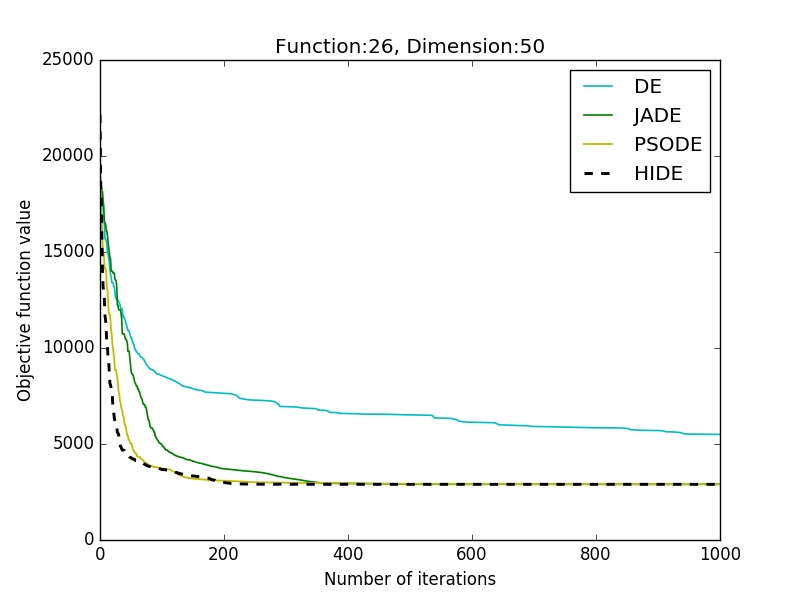 Function:26, Dimension:50
25000
20000
15000
10000
5000
0
Objective function value
DE
JADE
PSODE
HIDE
0 200 400 600 800 1000
Number of iterations